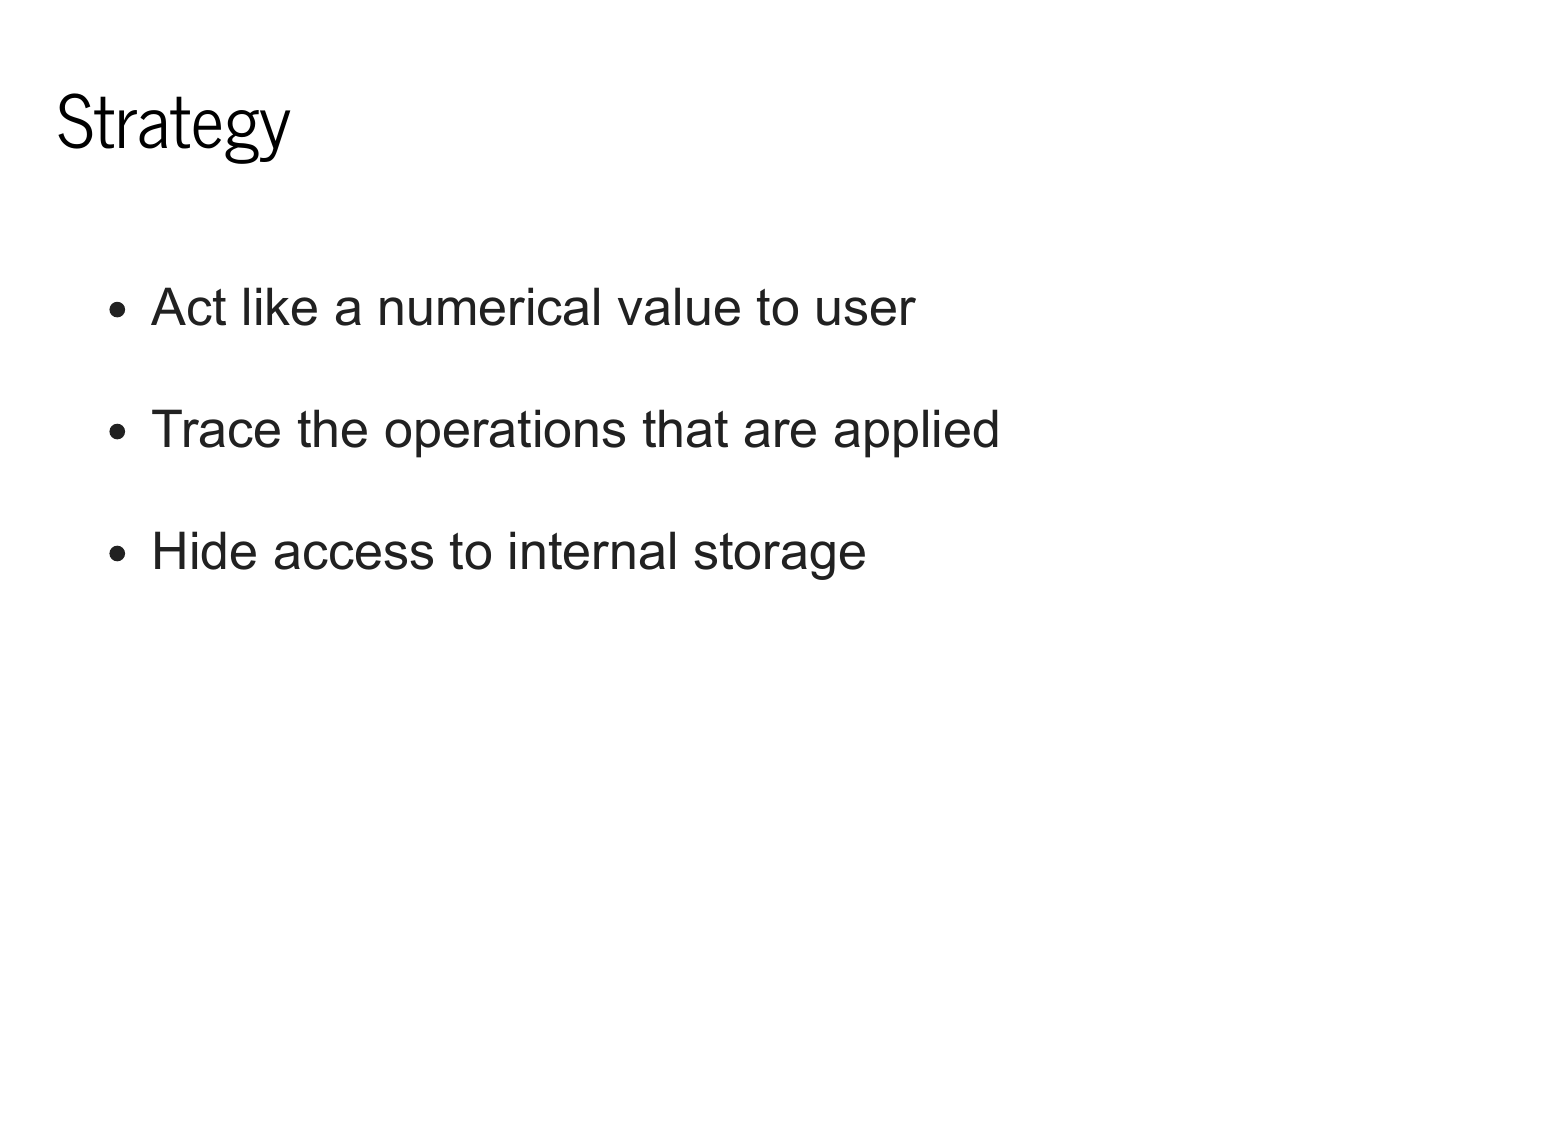 Strategy
• Act like a numerical value to user
• Trace the operations that are applied
• Hide access to internal storage